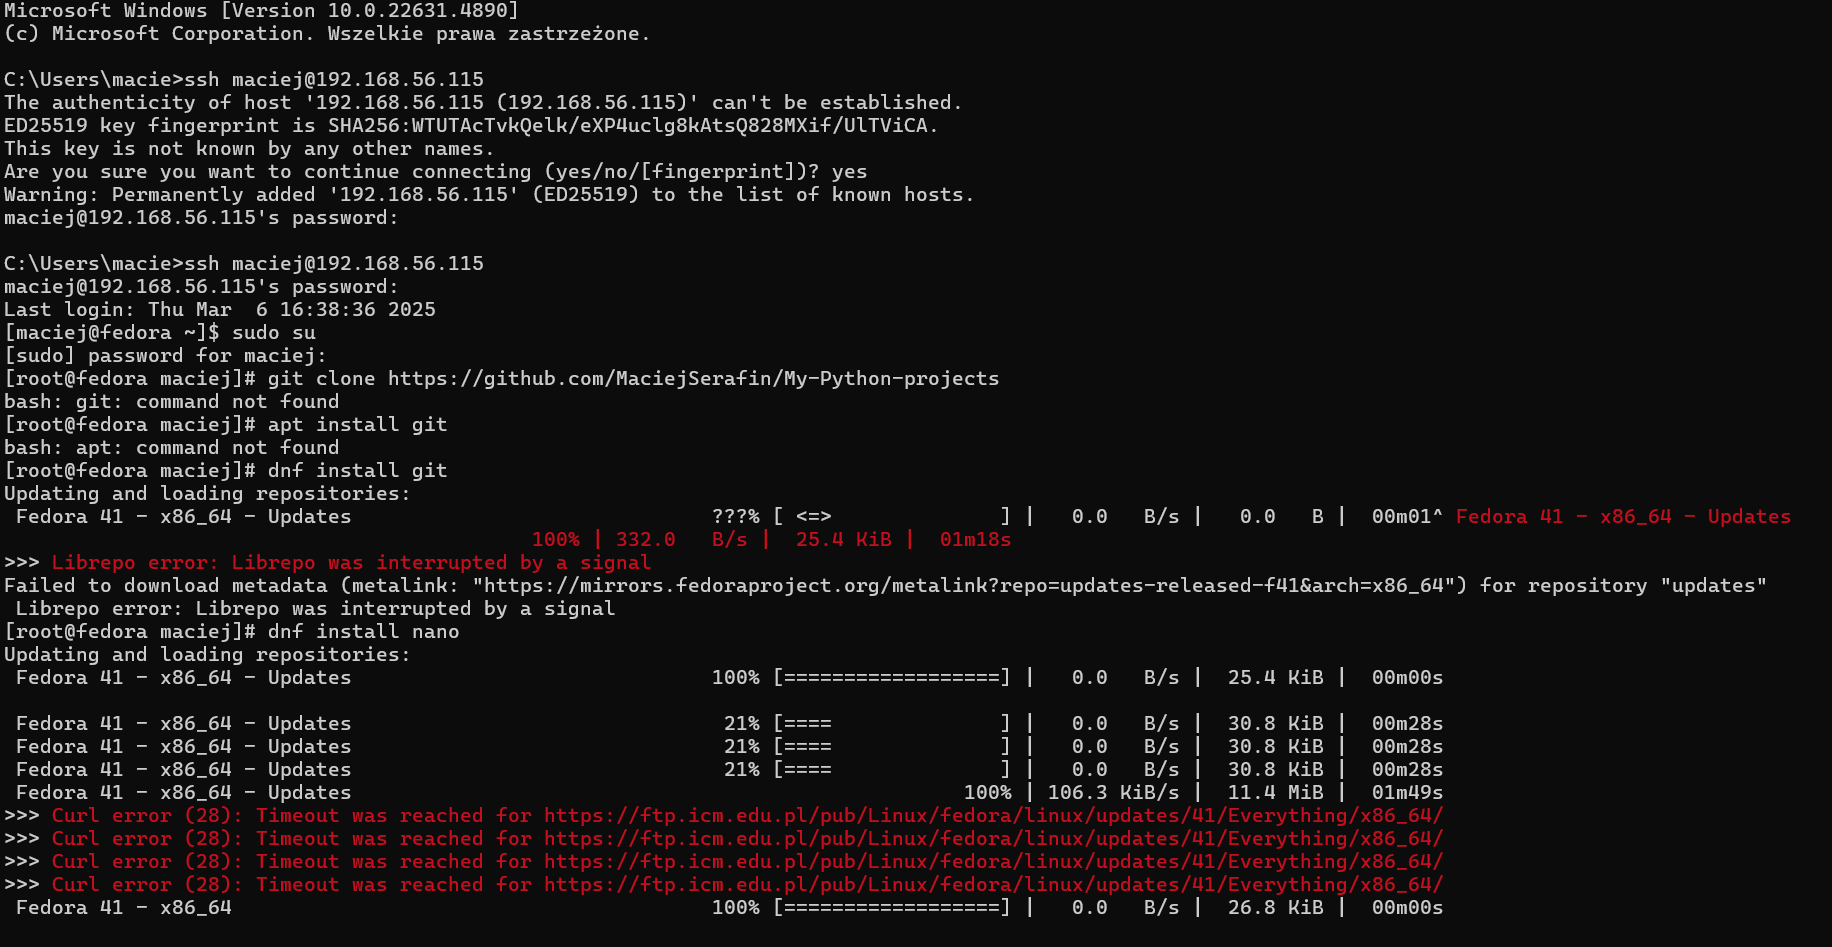 Microsoft Windows [Version 10.0.22631.4890]
(c) Microsoft Corporation. Wszelkie prawa zastrzeżone.

C:\Users\macie>ssh maciej@192.168.56.115
The authenticity of host '192.168.56.115 (192.168.56.115)' can't be established.
ED25519 key fingerprint is SHA256:WTUTAcTvkQelk/eXP4uclg8kAtsQ828MXif/UlTViCA.
This key is not known by any other names.
Are you sure you want to continue connecting (yes/no/[fingerprint])? yes
Warning: Permanently added '192.168.56.115' (ED25519) to the list of known hosts.
maciej@192.168.56.115's password:

C:\Users\macie>ssh maciej@192.168.56.115
maciej@192.168.56.115's password:
Last login: Thu Mar  6 16:38:36 2025
[maciej@fedora ~]$ sudo su
[sudo] password for maciej:
[root@fedora maciej]# git clone https://github.com/MaciejSerafin/My-Python-projects
bash: git: command not found
[root@fedora maciej]# apt install git
bash: apt: command not found
[root@fedora maciej]# dnf install git
Updating and loading repositories:
 Fedora 41 - x86_64 - Updates                              ???% [ <=>              ] |   0.0   B/s |   0.0   B |  00m01^ Fedora 41 - x86_64 - Updates
                                            100% | 332.0   B/s |  25.4 KiB |  01m18s
>>> Librepo error: Librepo was interrupted by a signal
Failed to download metadata (metalink: "https://mirrors.fedoraproject.org/metalink?repo=updates-released-f41&arch=x86_64") for repository "updates"
 Librepo error: Librepo was interrupted by a signal
[root@fedora maciej]# dnf install nano
Updating and loading repositories:
 Fedora 41 - x86_64 - Updates                              100% [==================] |   0.0   B/s |  25.4 KiB |  00m00s

 Fedora 41 - x86_64 - Updates                               21% [====              ] |   0.0   B/s |  30.8 KiB |  00m28s
 Fedora 41 - x86_64 - Updates                               21% [====              ] |   0.0   B/s |  30.8 KiB |  00m28s
 Fedora 41 - x86_64 - Updates                               21% [====              ] |   0.0   B/s |  30.8 KiB |  00m28s
 Fedora 41 - x86_64 - Updates                                                   100% | 106.3 KiB/s |  11.4 MiB |  01m49s
>>> Curl error (28): Timeout was reached for https://ftp.icm.edu.pl/pub/Linux/fedora/linux/updates/41/Everything/x86_64/
>>> Curl error (28): Timeout was reached for https://ftp.icm.edu.pl/pub/Linux/fedora/linux/updates/41/Everything/x86_64/
>>> Curl error (28): Timeout was reached for https://ftp.icm.edu.pl/pub/Linux/fedora/linux/updates/41/Everything/x86_64/
>>> Curl error (28): Timeout was reached for https://ftp.icm.edu.pl/pub/Linux/fedora/linux/updates/41/Everything/x86_64/
 Fedora 41 - x86_64                                        100% [==================] |   0.0   B/s |  26.8 KiB |  00m00s